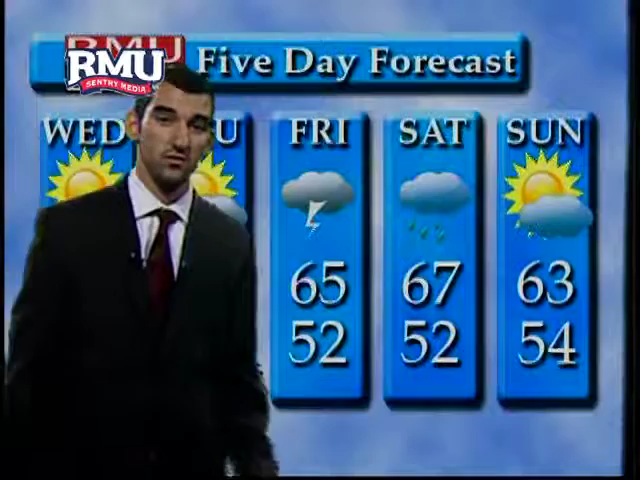 RMU
RMU
SENTRY MEDIA
Five Day Forecast
WED U FRI SAT SUN
65 67 63
52 52 54